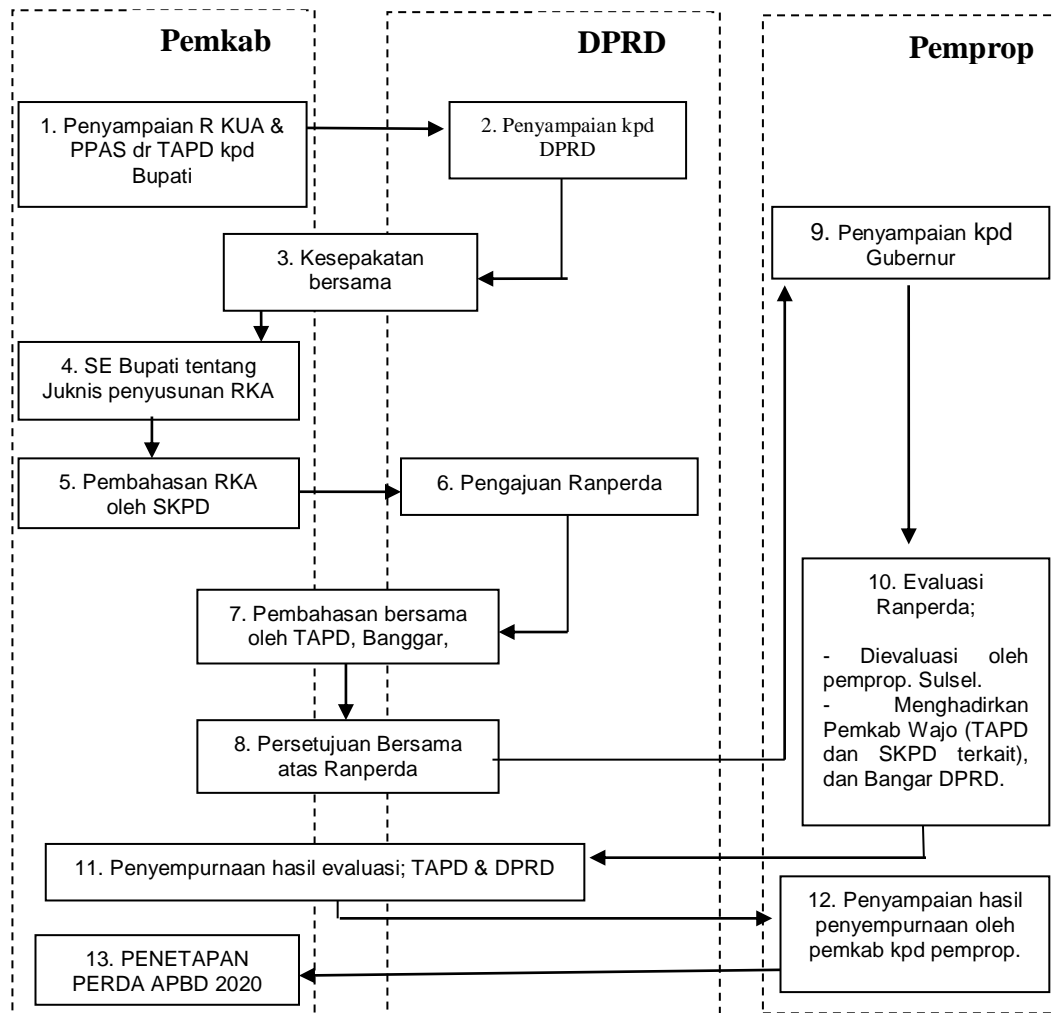 Pemkab
DPRD
Pemprop
1. Penyampaian R KUA &
PPAS dr TAPD kpd
Bupati
2. Penyampaian kpd
DPRD
3. Kesepakatan
bersama
4. SE Bupati tentang
Juknis penyusunan RKA
5. Pembahasan RKA
oleh SKPD
6. Pengajuan Ranperda
7. Pembahasan bersama
oleh TAPD, Banggar,
8. Persetujuan Bersama
atas Ranperda
9. Penyampaian kpd
Gubernur
10. Evaluasi
Ranperda;
- Dievaluasi oleh
pemprop. Sulsel.
- Menghadirkan
Pemkab Wajo (TAPD
dan SKPD terkait),
dan Bangar DPRD.
11. Penyempurnaan hasil evaluasi; TAPD & DPRD
12. Penyampaian hasil
penyempurnaan oleh
pemkab kpd pemprop.
13. PENETAPAN
PERDA APBD 2020